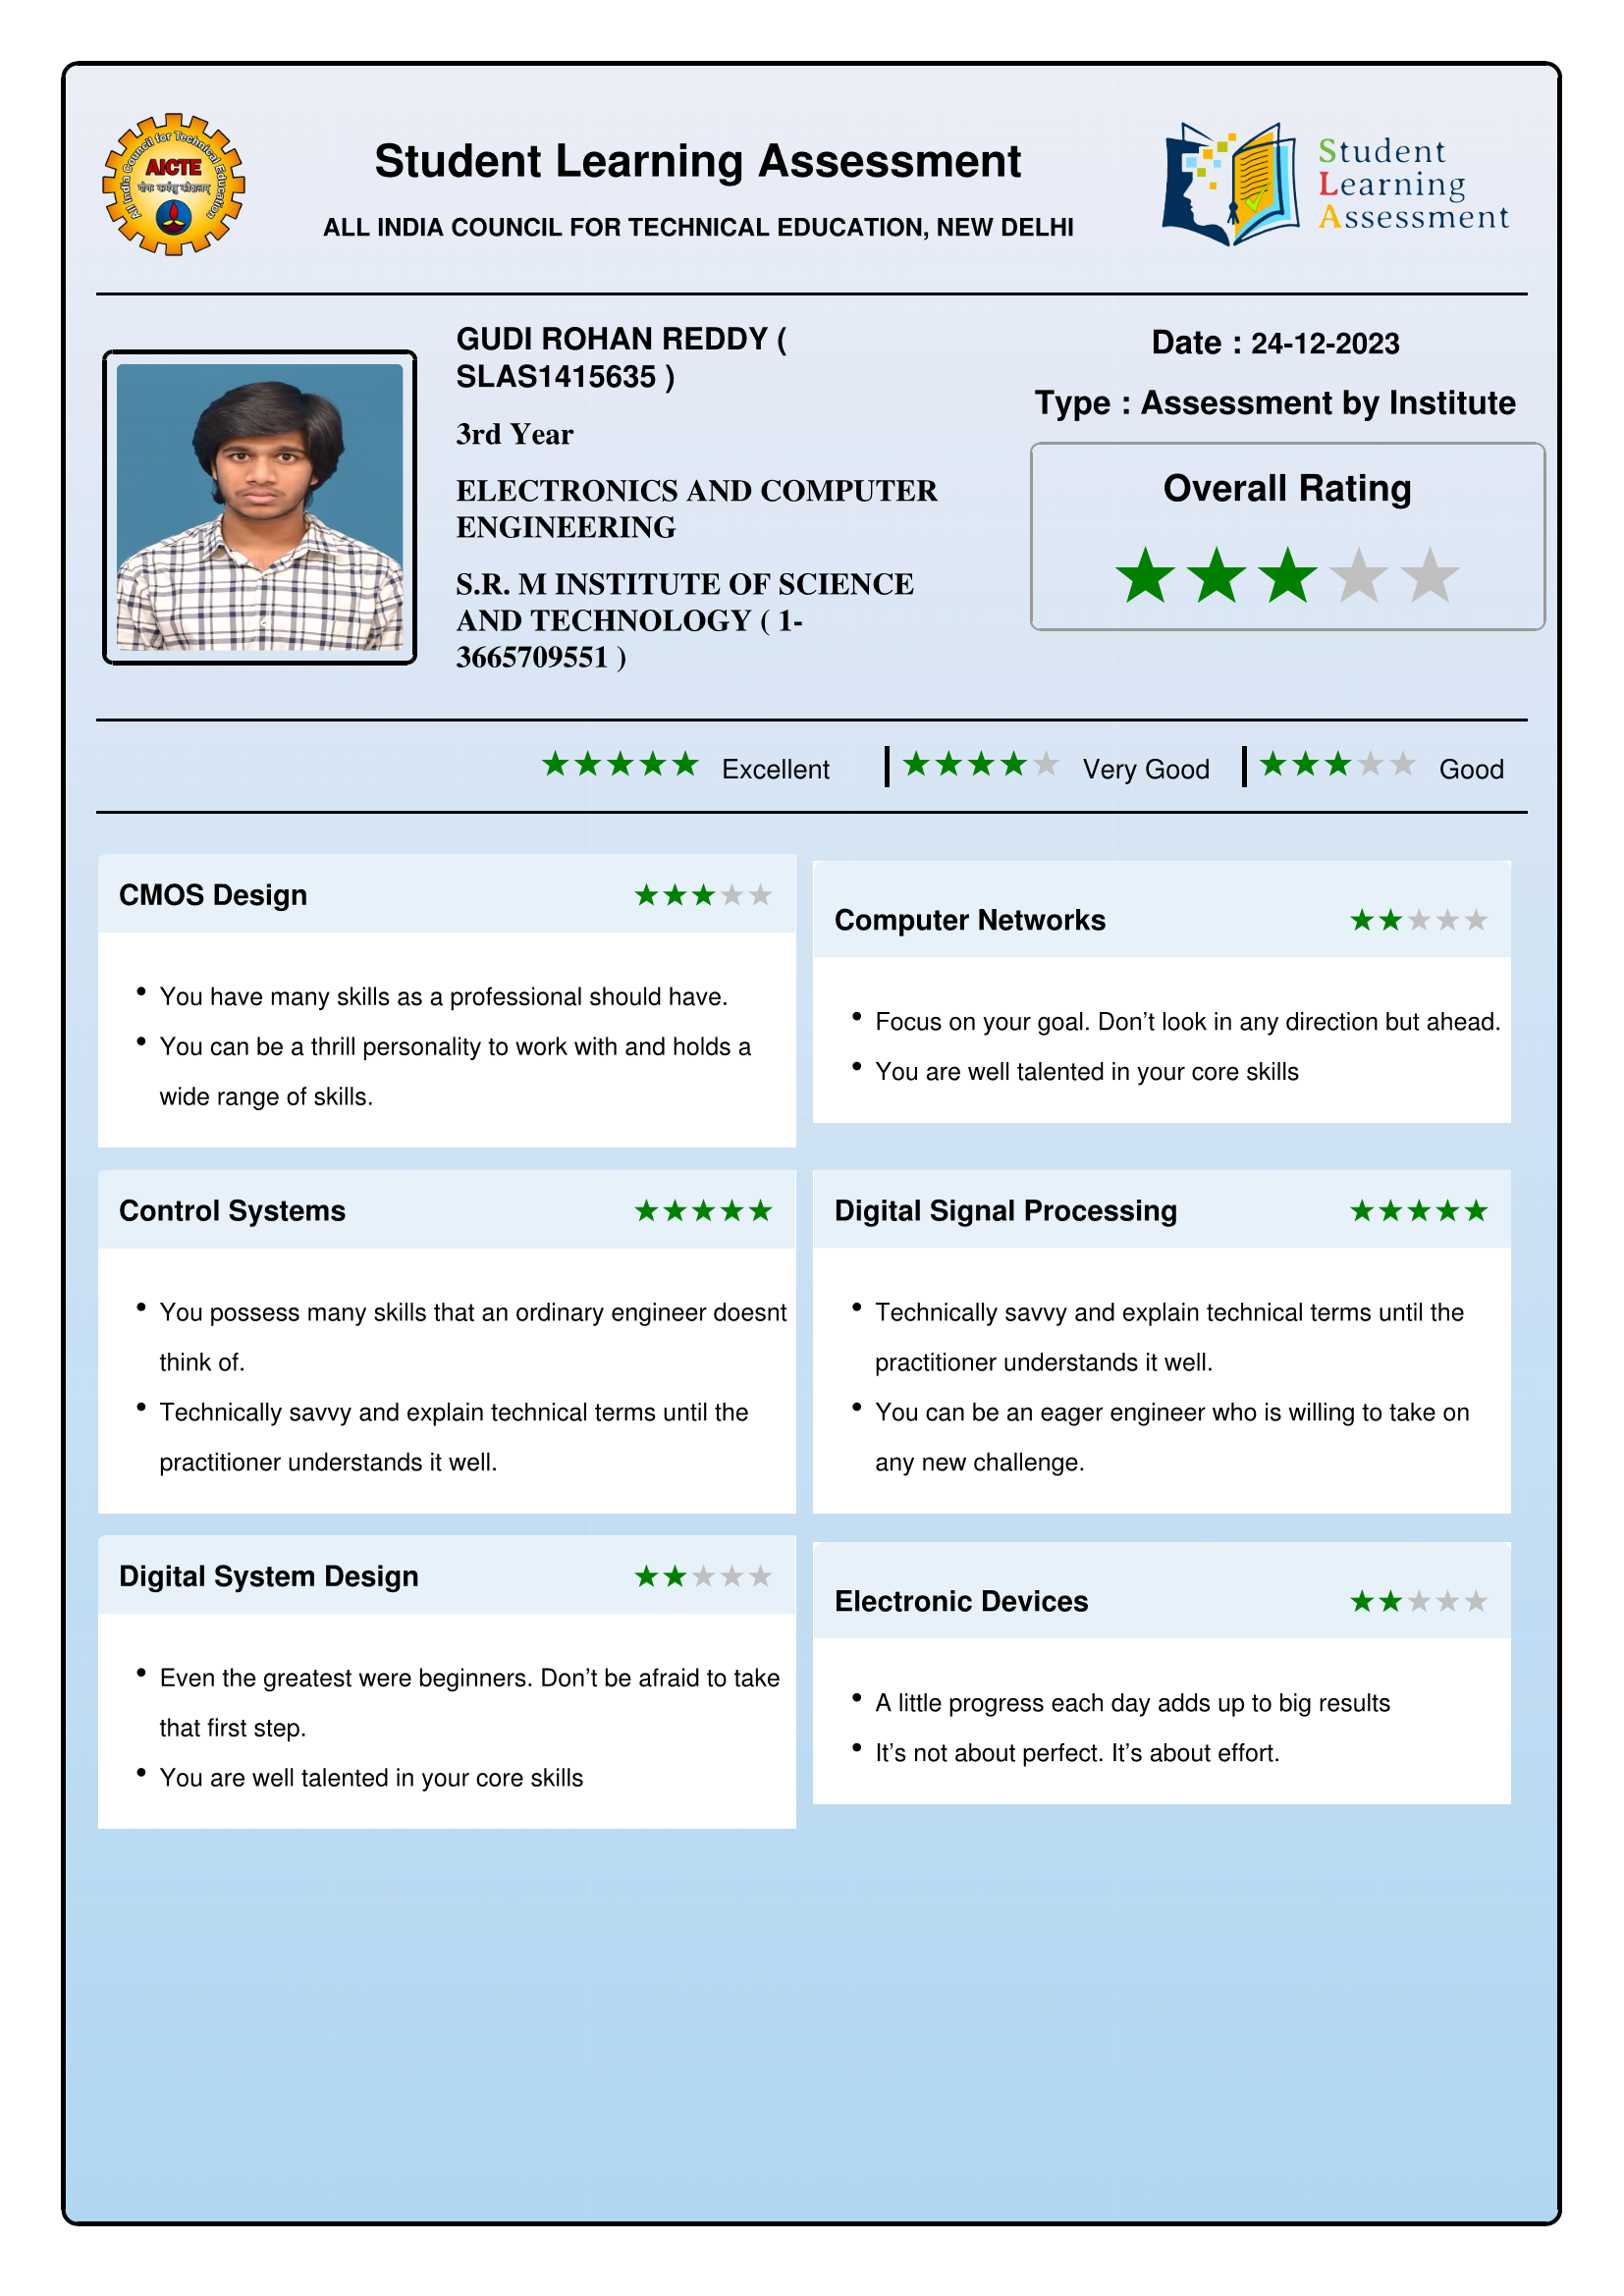 All India Council for Technical Education
AICTE
योगः कर्मसु कौशलम्
Student Learning Assessment
ALL INDIA COUNCIL FOR TECHNICAL EDUCATION, NEW DELHI
Student
Learning
Assessment
GUDI ROHAN REDDY (
SLAS1415635 )
3rd Year
ELECTRONICS AND COMPUTER
ENGINEERING
S.R. M INSTITUTE OF SCIENCE
AND TECHNOLOGY ( 1-
3665709551 )
Date : 24-12-2023
Type : Assessment by Institute
Overall Rating
Excellent
Very Good
Good
CMOS Design
• You have many skills as a professional should have.
• You can be a thrill personality to work with and holds a
wide range of skills.
Computer Networks
• Focus on your goal. Don't look in any direction but ahead.
• You are well talented in your core skills
Control Systems
• You possess many skills that an ordinary engineer doesnt
think of.
• Technically savvy and explain technical terms until the
practitioner understands it well.
Digital Signal Processing
• Technically savvy and explain technical terms until the
practitioner understands it well.
• You can be an eager engineer who is willing to take on
any new challenge.
Digital System Design
• Even the greatest were beginners. Don't be afraid to take
that first step.
• You are well talented in your core skills
Electronic Devices
• A little progress each day adds up to big results
• It's not about perfect. It's about effort.